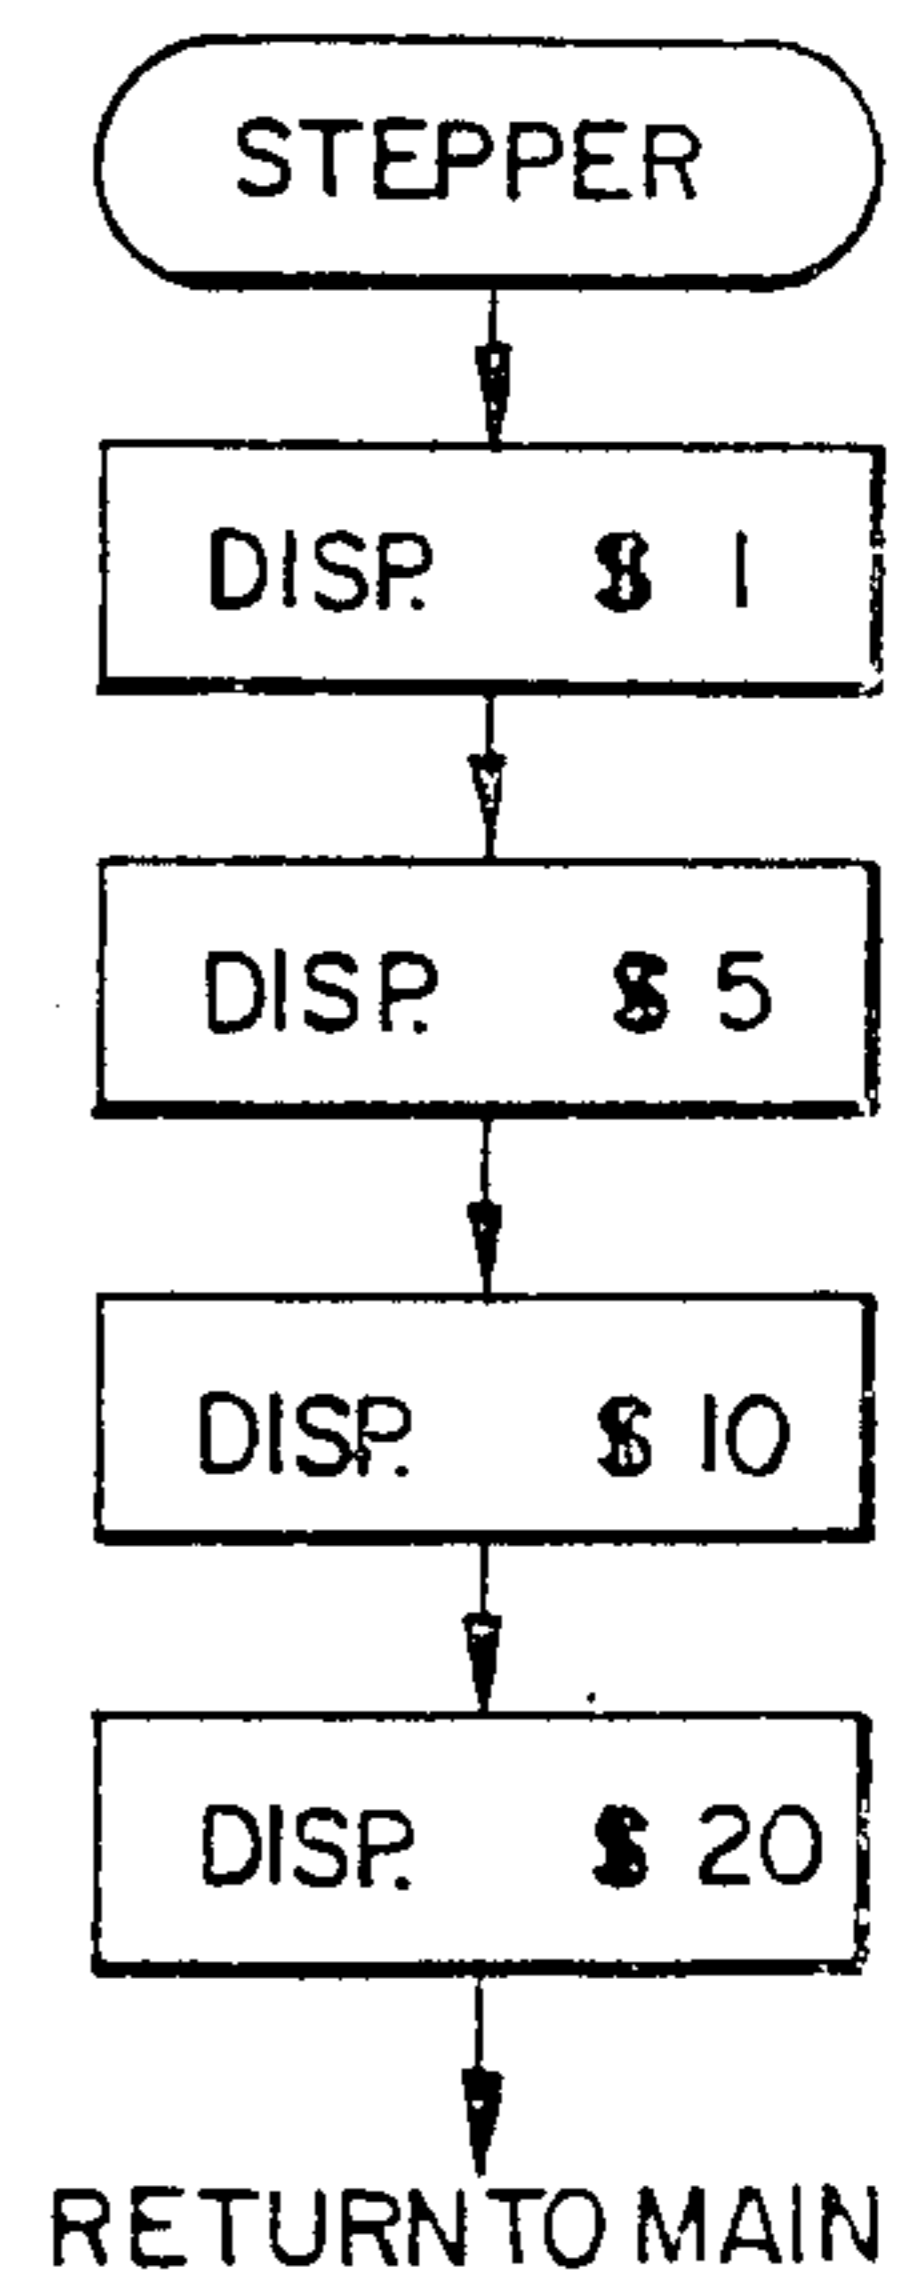 STEPPER
DISP. $ 1
DISP. $ 5
DISP. $ 10
DISP. $ 20
RETURN TO MAIN